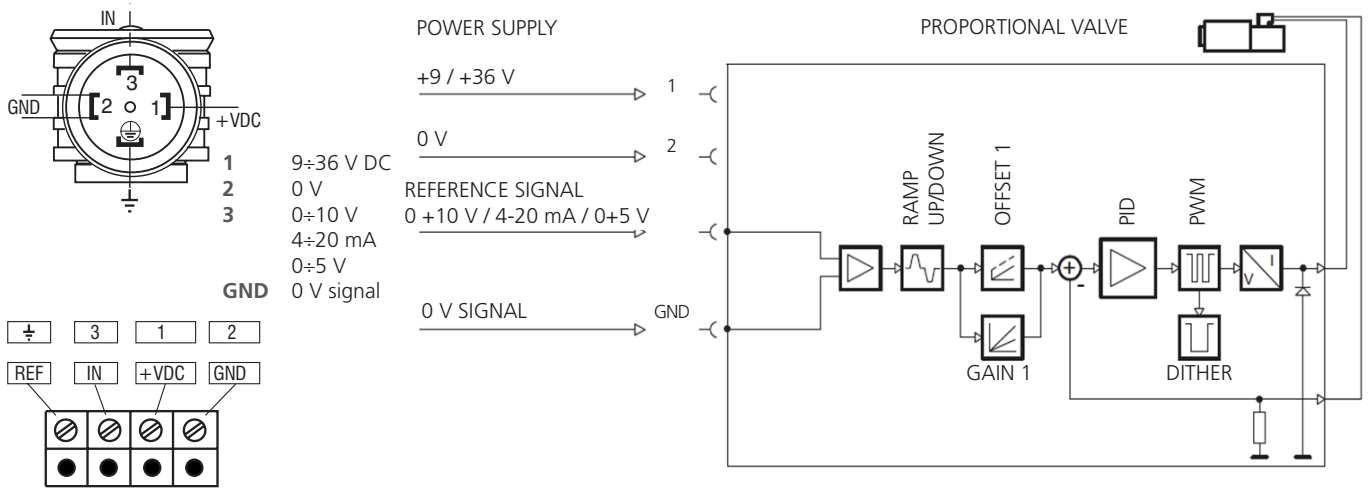 IN
3
GND
2
1
+VDC
1 9÷36 V DC
2 0 V
3 0÷10 V
4÷20 mA
0÷5 V
GND 0 V signal
3 1 2
REF IN +VDC GND
POWER SUPPLY
+9 / +36 V
1
0 V
2
REFERENCE SIGNAL
0 +10 V / 4-20 mA / 0+5 V
0 V SIGNAL
GND
PROPORTIONAL VALVE
RAMP
UP/DOWN
OFFSET 1
GAIN 1
+
-
PID
PWM
DITHER
I
V